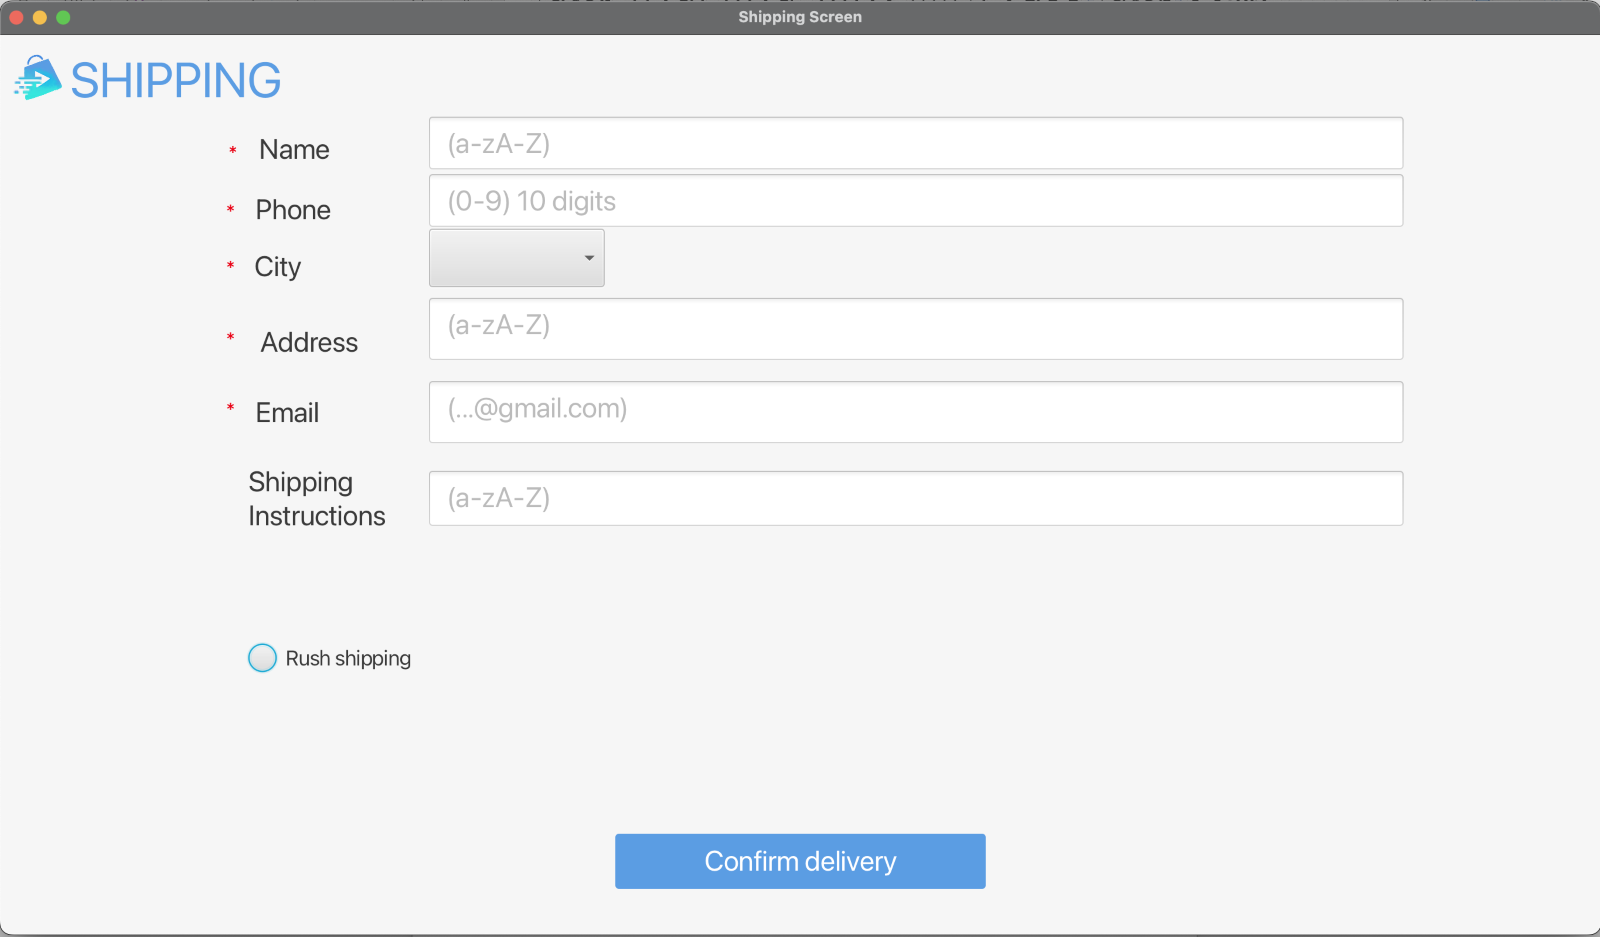 Shipping Screen
SHIPPING
* Name
(a-zA-Z)
* Phone
(0-9) 10 digits
* City
* Address
(a-zA-Z)
* Email
(...@gmail.com)
Shipping
Instructions
(a-zA-Z)
Rush shipping
Confirm delivery